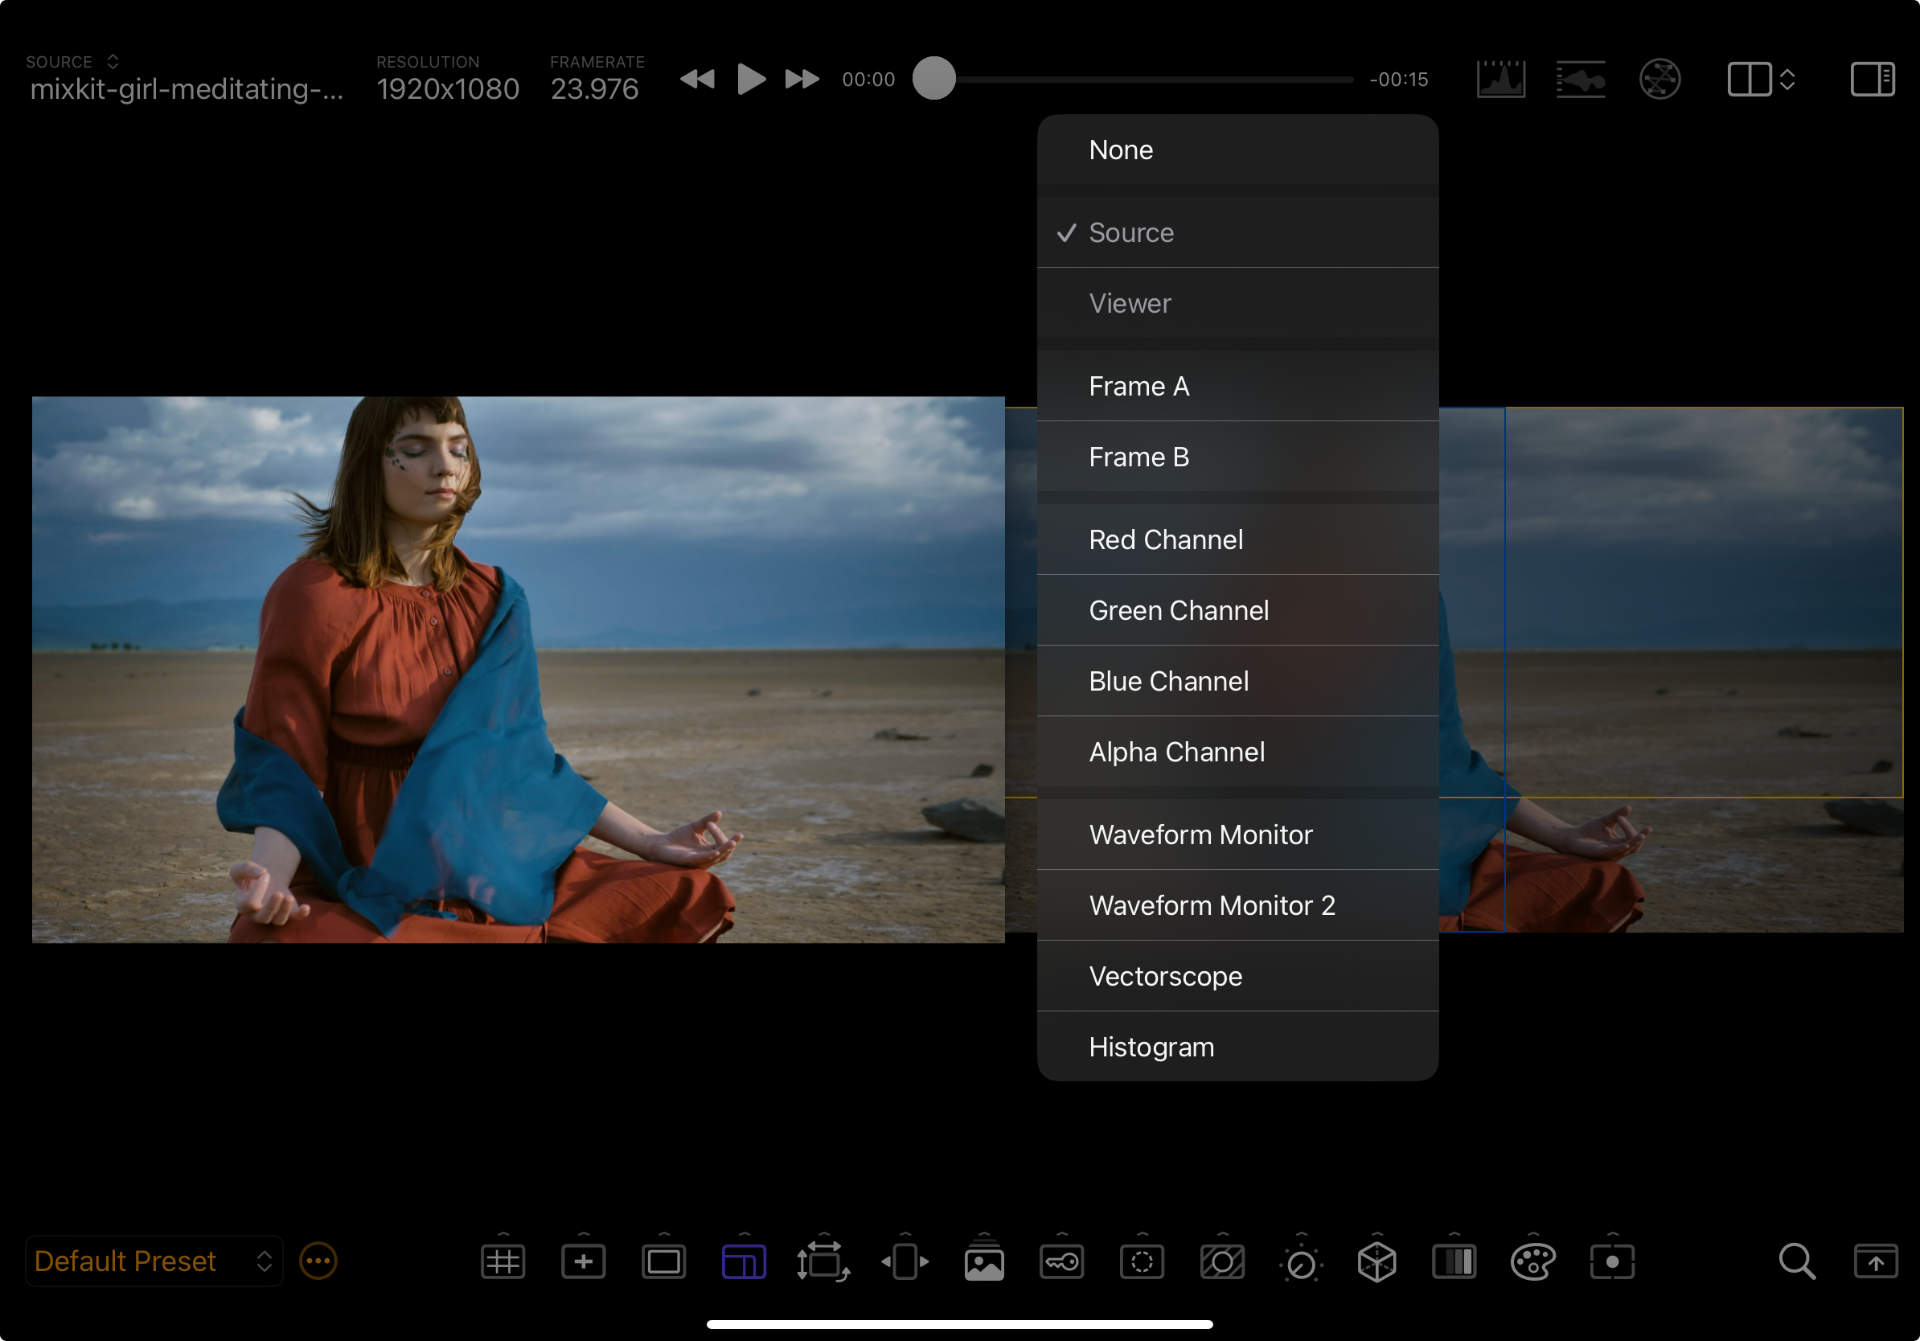 SOURCE
mixkit-girl-meditating-...
RESOLUTION
1920x1080
FRAMERATE
23.976
00:00
-00:15
None
Source
Viewer
Frame A
Frame B
Red Channel
Green Channel
Blue Channel
Alpha Channel
Waveform Monitor
Waveform Monitor 2
Vectorscope
Histogram
Default Preset